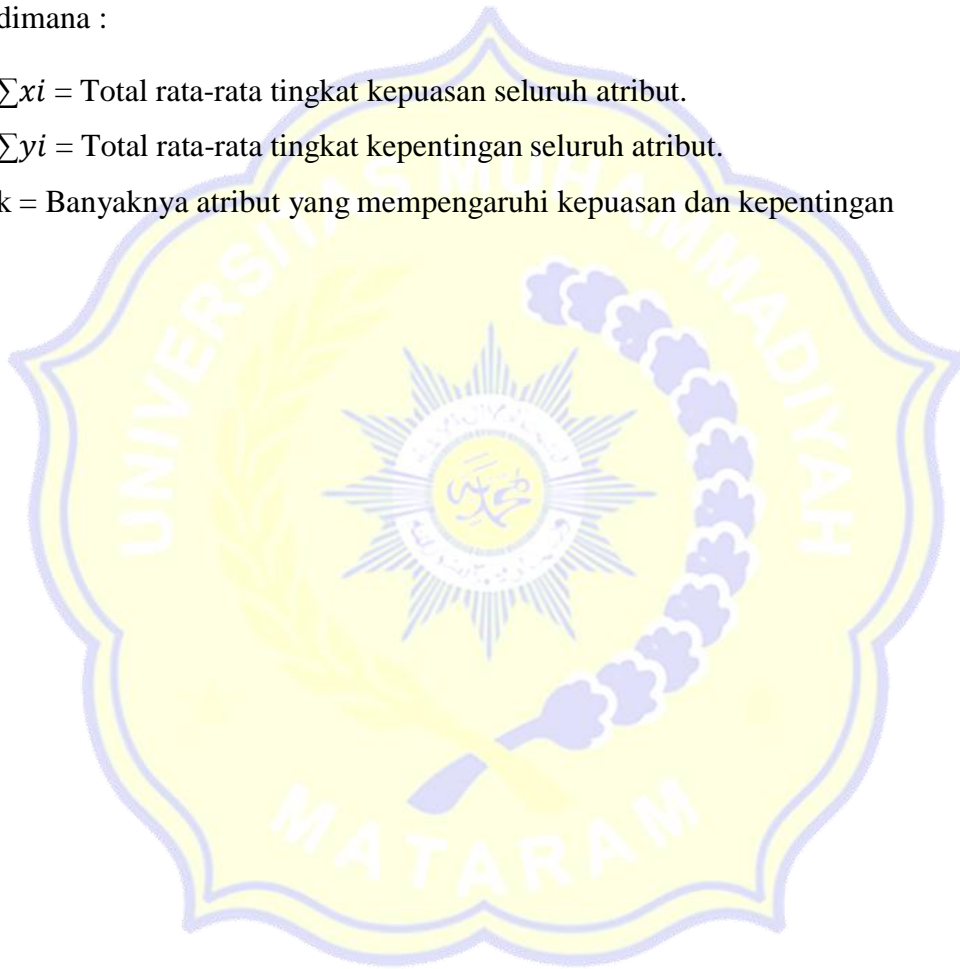 dimana :
∑xi = Total rata-rata tingkat kepuasan seluruh atribut.
∑yi = Total rata-rata tingkat kepentingan seluruh atribut.
k = Banyaknya atribut yang mempengaruhi kepuasan dan kepentingan
UNIVERSITAS MUHAMMADIYAH
MATARAM